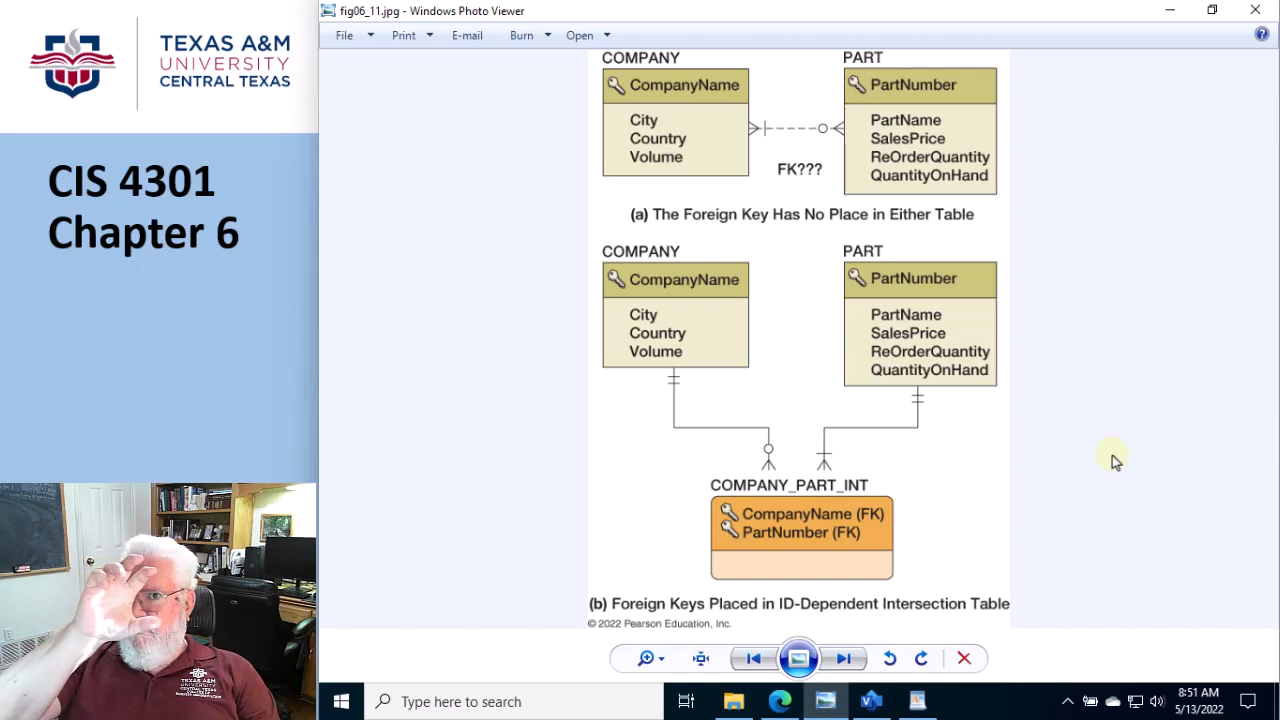 TEXAS A&M
UNIVERSITY
CENTRAL TEXAS
CIS 4301
Chapter 6
fig06_11.jpg - Windows Photo Viewer
File Print E-mail Burn Open
COMPANY
CompanyName
City
Country
Volume
FK???
PART
PartNumber
PartName
SalesPrice
ReOrderQuantity
QuantityOnHand
(a) The Foreign Key Has No Place in Either Table
COMPANY
CompanyName
City
Country
Volume
PART
PartNumber
PartName
SalesPrice
ReOrderQuantity
QuantityOnHand
COMPANY_PART_INT
CompanyName (FK)
PartNumber (FK)
(b) Foreign Keys Placed in ID-Dependent Intersection Table
© 2022 Pearson Education, Inc.
TEXAS A&M
UNIVERSITY
CENTRAL TEXAS
Type here to search
8:51 AM
5/13/2022